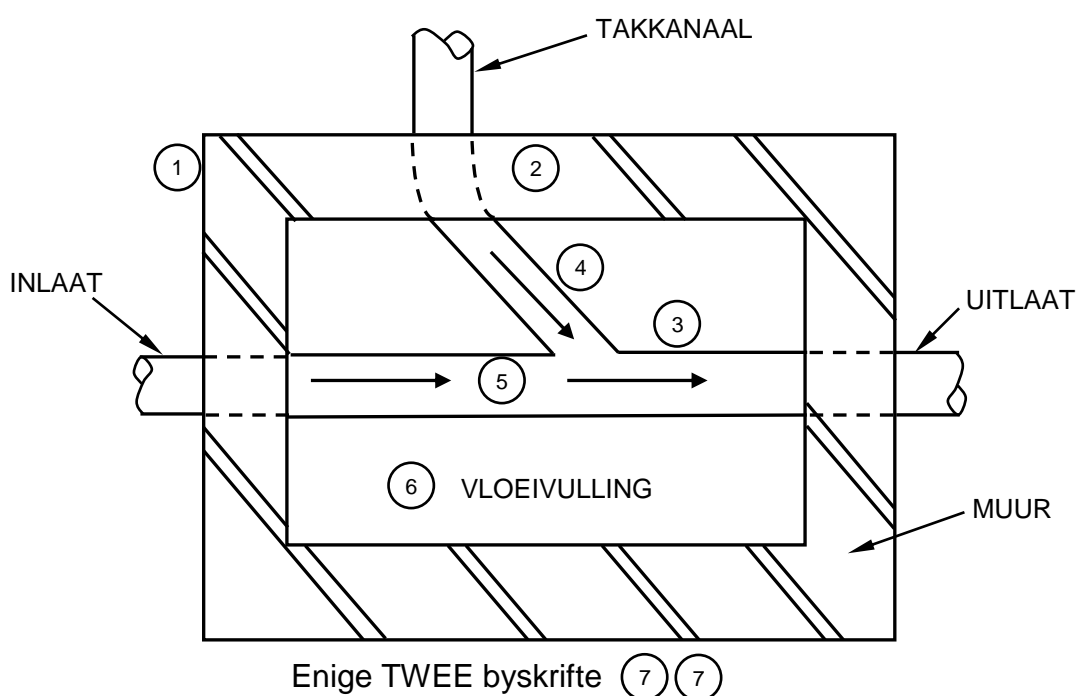 TAKKANAAL
1
2
4
INLAAT
UITLAAT
3
5
6 VLOEIVULLING
MUUR
Enige TWEE byskrifte 7 7